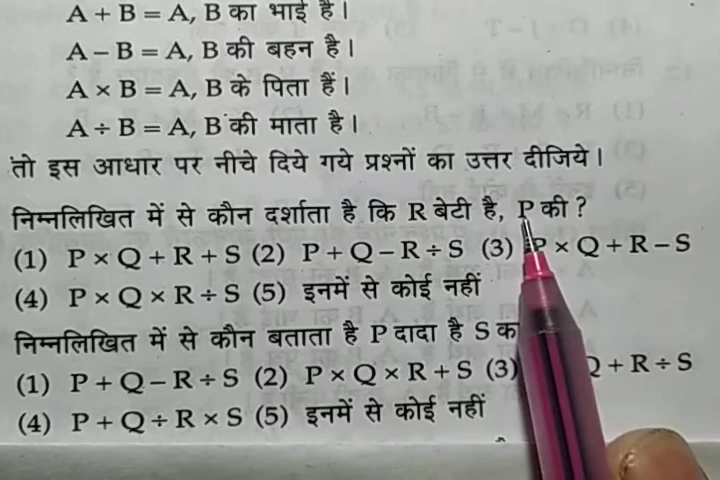 A + B = A, B का भाई है।
A – B = A, B की बहन है।
A × B = A, B के पिता हैं।
A ÷ B = A, B की माता है।
तो इस आधार पर नीचे दिये गये प्रश्नों का उत्तर दीजिये।
निम्नलिखित में से कौन दर्शाता है कि R बेटी है, P की ?
(1) P × Q + R + S (2) P + Q – R ÷ S (3) P × Q + R – S
(4) P × Q × R ÷ S (5) इनमें से कोई नहीं
निम्नलिखित में से कौन बताता है P दादा है S क
(1) P + Q – R ÷ S (2) P × Q × R + S (3) Q + R ÷ S
(4) P + Q ÷ R × S (5) इनमें से कोई नहीं